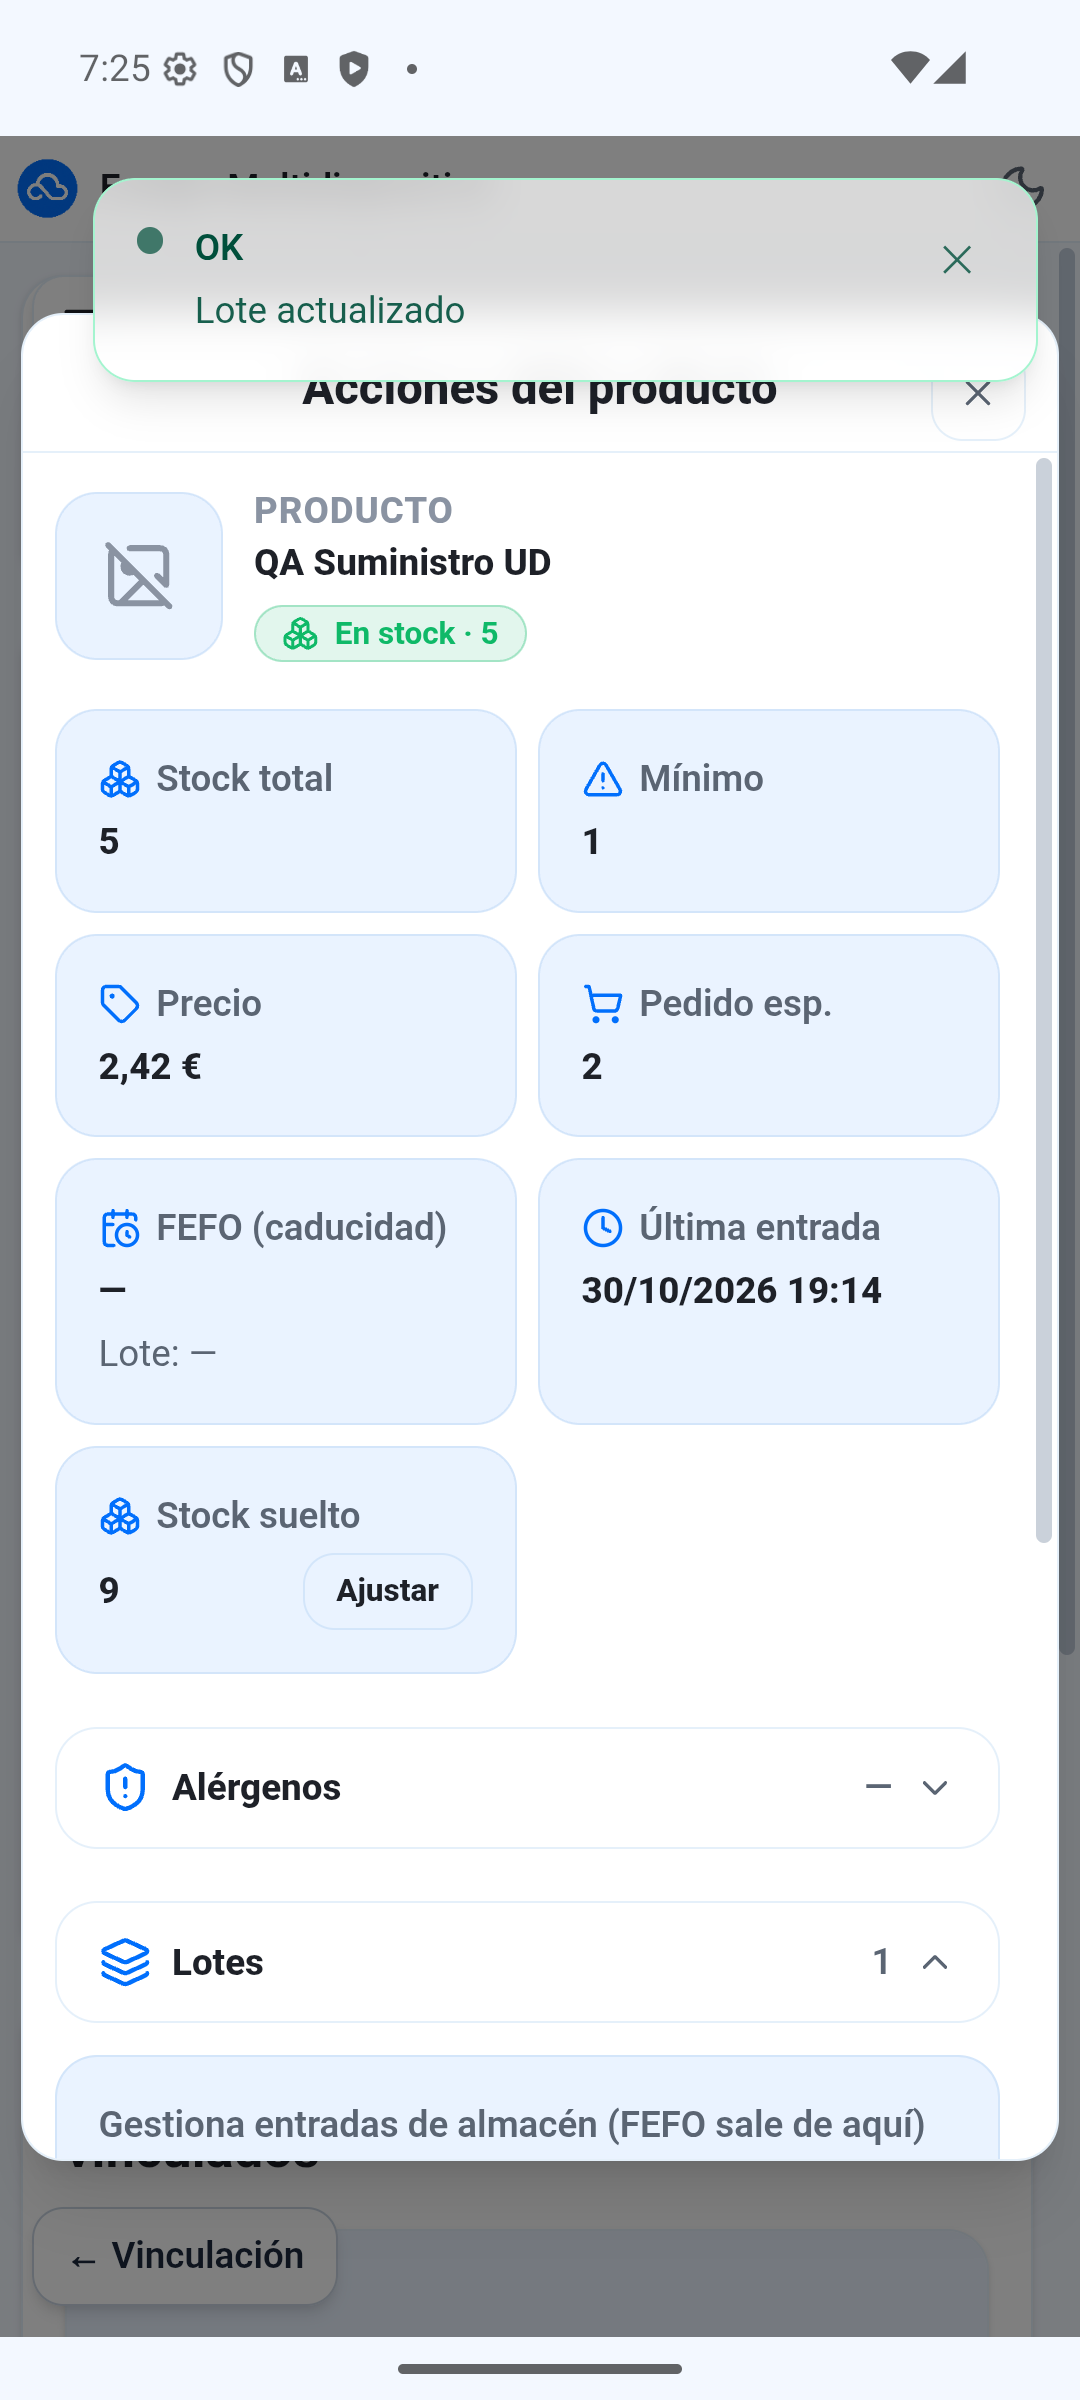 7:25
OK
Lote actualizado
Acciones del producto
PRODUCTO
QA Suministro UD
En stock · 5
Stock total
5
Mínimo
1
Precio
2,42 €
Pedido esp.
2
FEFO (caducidad)
—
Lote: —
Última entrada
30/10/2026 19:14
Stock suelto
9
Ajustar
Alérgenos
—
Lotes
1
Gestiona entradas de almacén (FEFO sale de aquí)
← Vinculación